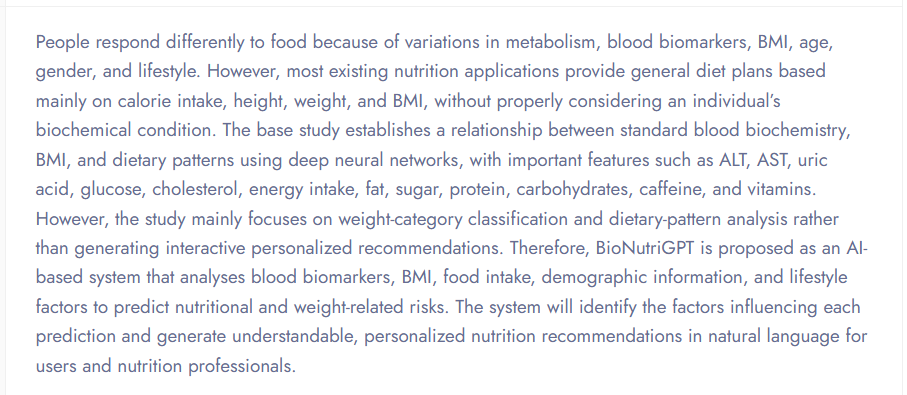 People respond differently to food because of variations in metabolism, blood biomarkers, BMI, age,
gender, and lifestyle. However, most existing nutrition applications provide general diet plans based
mainly on calorie intake, height, weight, and BMI, without properly considering an individual’s
biochemical condition. The base study establishes a relationship between standard blood biochemistry,
BMI, and dietary patterns using deep neural networks, with important features such as ALT, AST, uric
acid, glucose, cholesterol, energy intake, fat, sugar, protein, carbohydrates, caffeine, and vitamins.
However, the study mainly focuses on weight-category classification and dietary-pattern analysis rather
than generating interactive personalized recommendations. Therefore, BioNutriGPT is proposed as an AI-
based system that analyses blood biomarkers, BMI, food intake, demographic information, and lifestyle
factors to predict nutritional and weight-related risks. The system will identify the factors influencing each
prediction and generate understandable, personalized nutrition recommendations in natural language for
users and nutrition professionals.